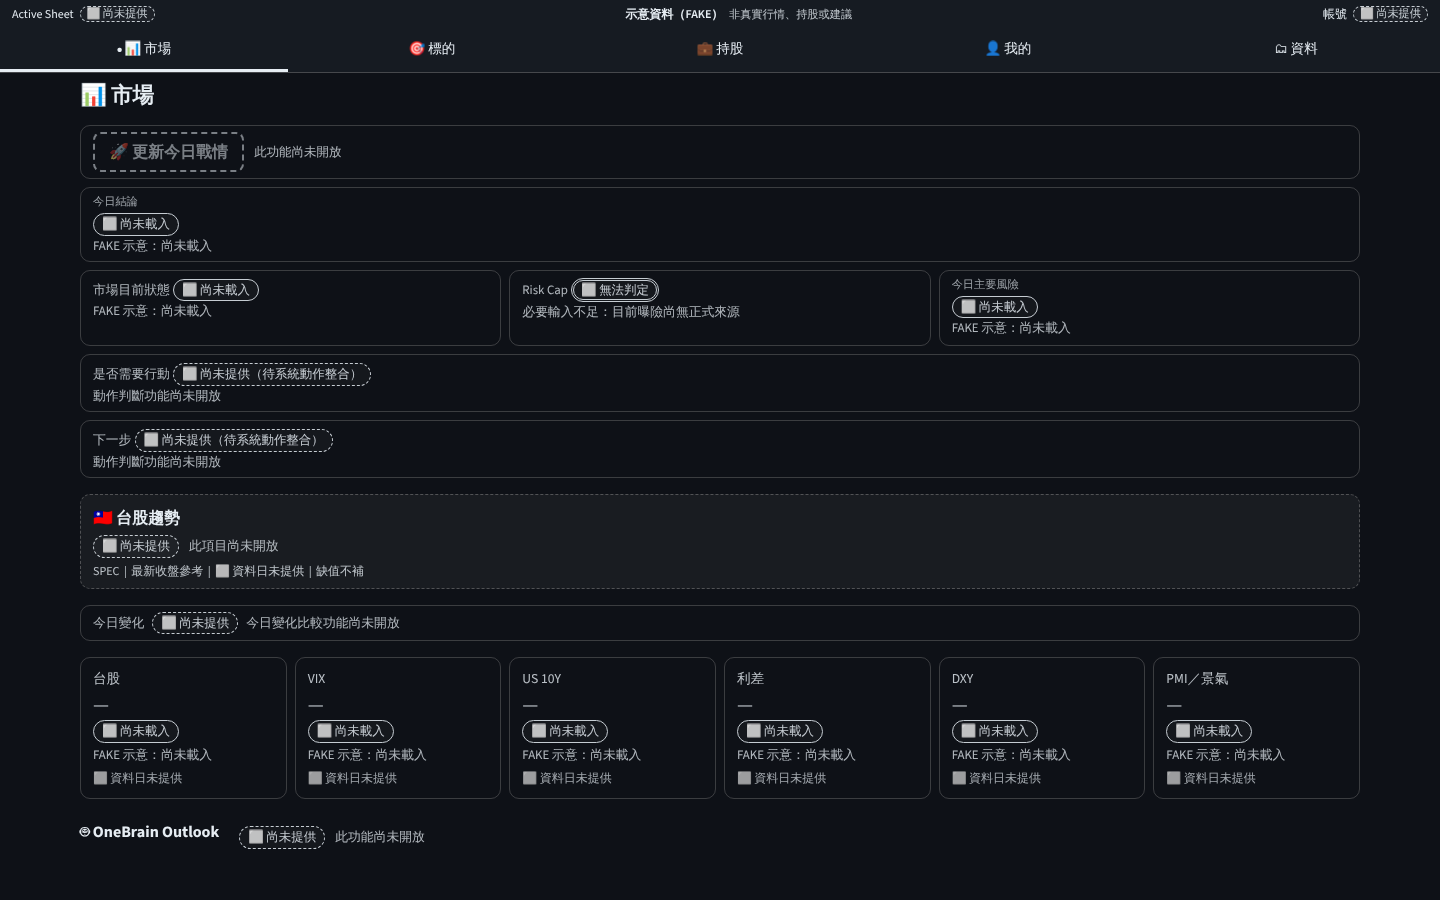 Active Sheet 尚未提供
示意資料（FAKE） 非真實行情、持股或建議
帳號 尚未提供
市場
標的
持股
我的
資料
市場
更新今日戰情 此功能尚未開放
今日結論
尚未載入
FAKE 示意：尚未載入
市場目前狀態 尚未載入
FAKE 示意：尚未載入
Risk Cap 無法判定
必要輸入不足：目前曝險尚無正式來源
今日主要風險
尚未載入
FAKE 示意：尚未載入
是否需要行動 尚未提供（待系統動作整合）
動作判斷功能尚未開放
下一步 尚未提供（待系統動作整合）
動作判斷功能尚未開放
台股趨勢
尚未提供 此項目尚未開放
SPEC｜最新收盤參考｜資料日未提供｜缺值不補
今日變化 尚未提供 今日變化比較功能尚未開放
台股
—
尚未載入
FAKE 示意：尚未載入
資料日未提供
VIX
—
尚未載入
FAKE 示意：尚未載入
資料日未提供
US 10Y
—
尚未載入
FAKE 示意：尚未載入
資料日未提供
利差
—
尚未載入
FAKE 示意：尚未載入
資料日未提供
DXY
—
尚未載入
FAKE 示意：尚未載入
資料日未提供
PMI／景氣
—
尚未載入
FAKE 示意：尚未載入
資料日未提供
OneBrain Outlook 尚未提供 此功能尚未開放